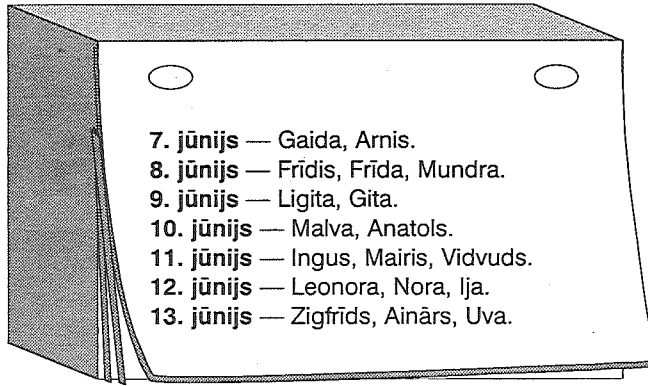 7. jūnijs — Gaida, Arnis.
8. jūnijs — Frīdis, Frīda, Mundra.
9. jūnijs — Ligita, Gita.
10. jūnijs — Malva, Anatols.
11. jūnijs — Ingus, Mairis, Vidvuds.
12. jūnijs — Leonora, Nora, Ija.
13. jūnijs — Zigfrīds, Ainārs, Uva.